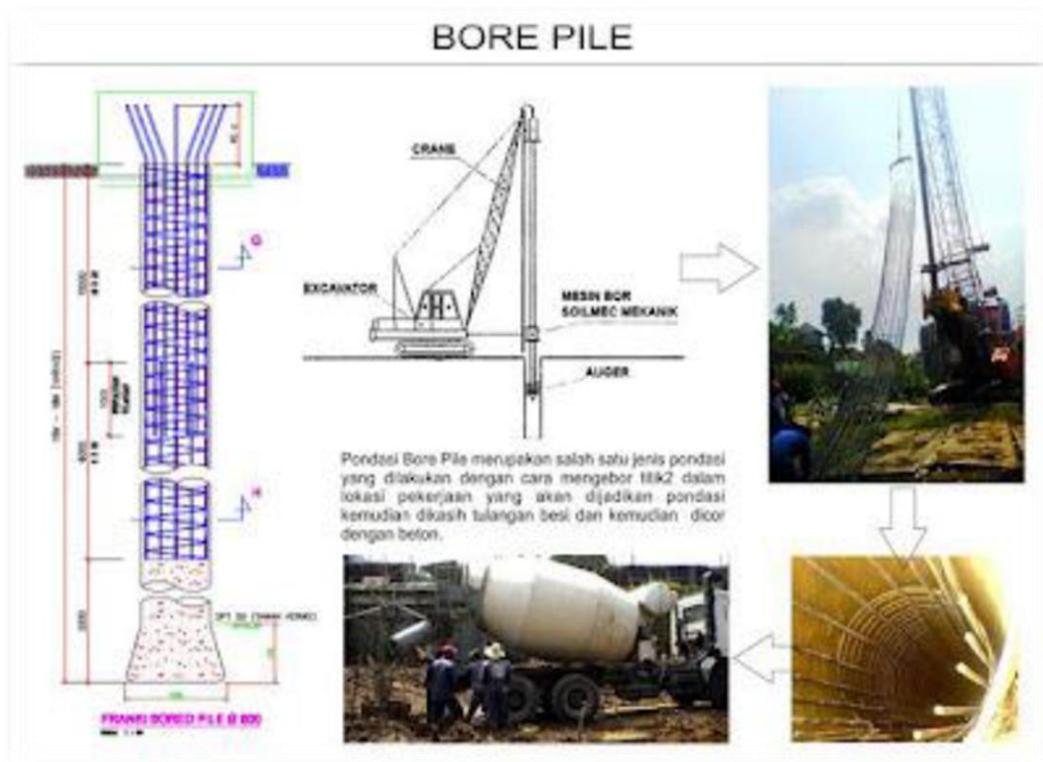 BORE PILE
CRANE
EXCAVATOR
MESIN BOR
SOILMEC MEKANIK
AUGER
Pondasi Bore Pile merupakan salah satu jenis pondasi
yang dilakukan dengan cara mengebor titik2 dalam
lokasi pekerjaan yang akan dijadikan pondasi
kemudian dikasih tulangan besi dan kemudian dicor
dengan beton.
FRANKI BORED PILE Ø 800